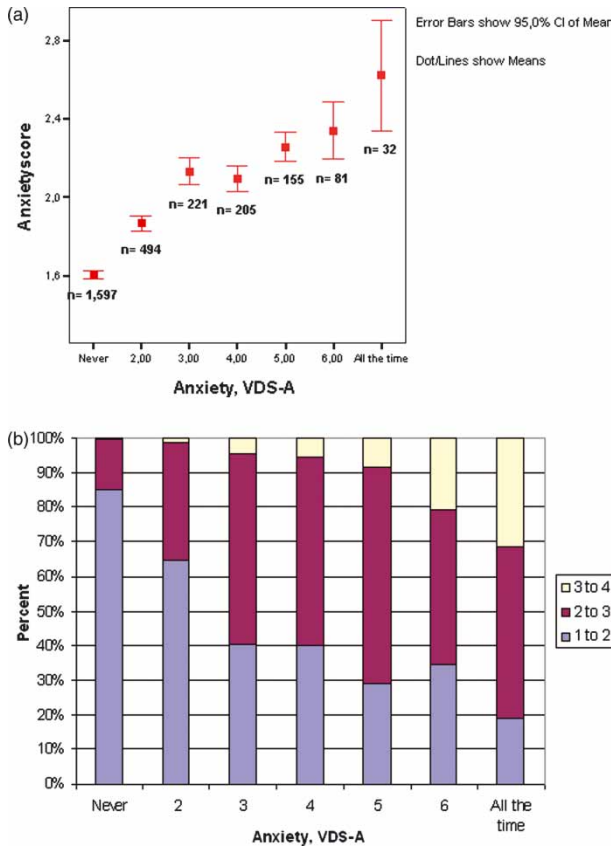 (a)
Error Bars show 95,0% CI of Mean
Dot/Lines show Means
2,8
2,4
2,0
1,6
Anxietyscore
n= 1,597
n= 494
n= 221
n= 205
n= 155
n= 81
n= 32
Never 2,00 3,00 4,00 5,00 6,00 All the time
Anxiety, VDS-A
(b)
100%
90%
80%
70%
60%
50%
40%
30%
20%
10%
0%
Percent
3 to 4
2 to 3
1 to 2
Never 2 3 4 5 6 All the
time
Anxiety, VDS-A